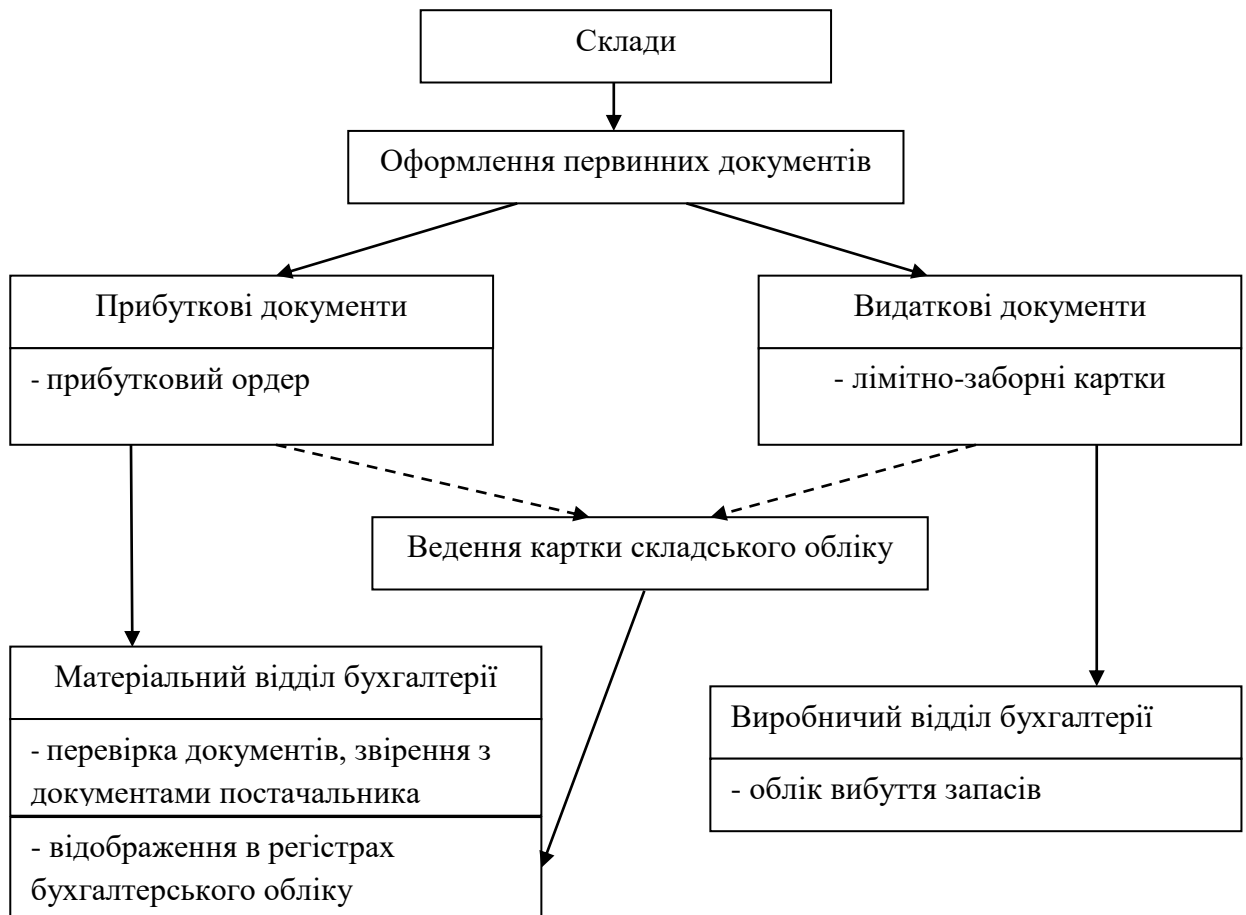 Склади
Оформлення первинних документів
Прибуткові документи
- прибутковий ордер
Видаткові документи
- лімітно-заборні картки
Ведення картки складського обліку
Матеріальний відділ бухгалтерії
- перевірка документів, звірення з
документами постачальника
- відображення в регістрах
бухгалтерського обліку
Виробничий відділ бухгалтерії
- облік вибуття запасів